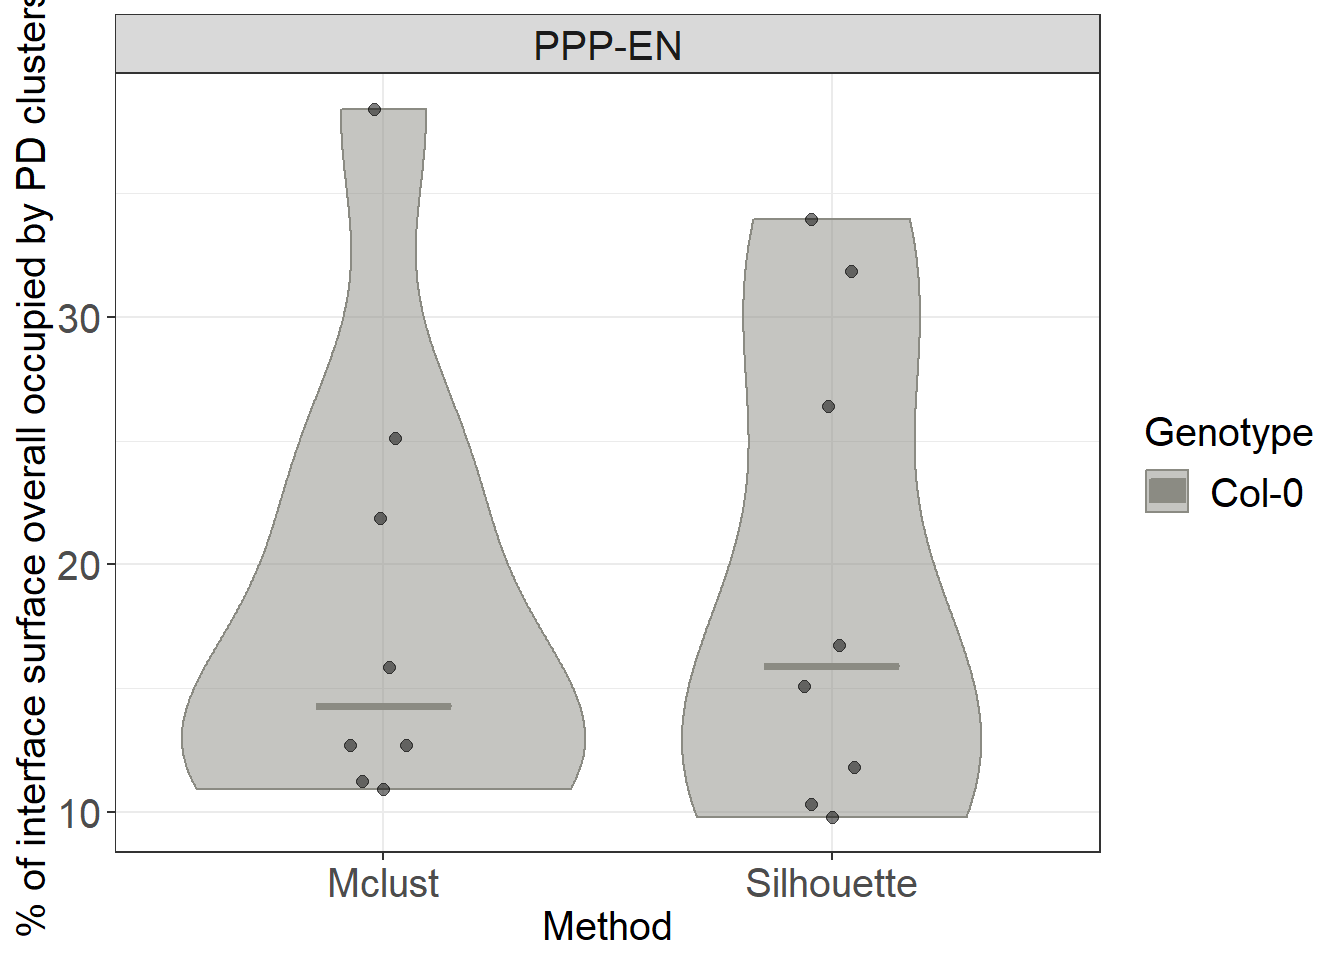 PPP-EN
% of interface surface overall occupied by PD clusters
30
20
10
Mclust
Silhouette
Method
Genotype
Col-0